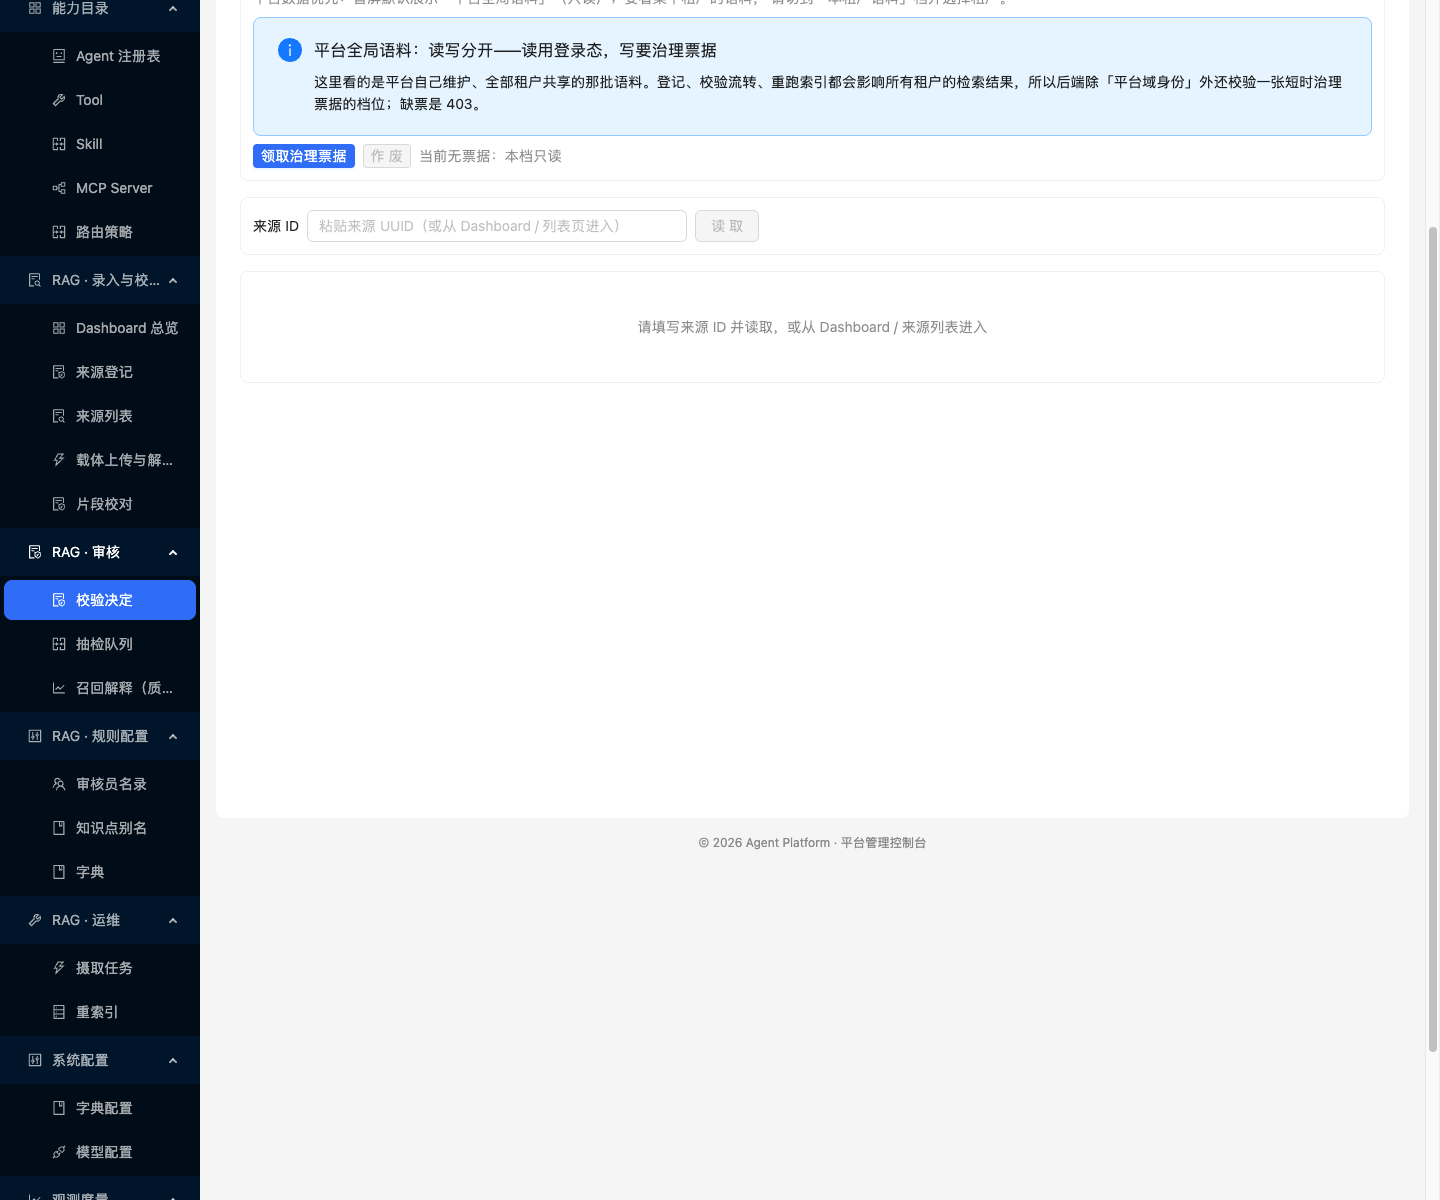 能力目录
Agent 注册表
Tool
Skill
MCP Server
路由策略
RAG · 录入与校...
Dashboard 总览
来源登记
来源列表
载体上传与解...
片段校对
RAG · 审核
校验决定
抽检队列
召回解释（质...
RAG · 规则配置
审核员名录
知识点别名
字典
RAG · 运维
摄取任务
重索引
系统配置
字典配置
模型配置
观测度量
平台全局语料：读写分开——读用登录态，写要治理票据
这里看的是平台自己维护、全部租户共享的那批语料。登记、校验流转、重跑索引都会影响所有租户的检索结果，所以后端除「平台域身份」外还校验一张短时治理
票据的档位；缺票是 403。
领取治理票据 作 废 当前无票据：本档只读
来源 ID 粘贴来源 UUID（或从 Dashboard / 列表页进入） 读 取
请填写来源 ID 并读取，或从 Dashboard / 来源列表进入
© 2026 Agent Platform · 平台管理控制台